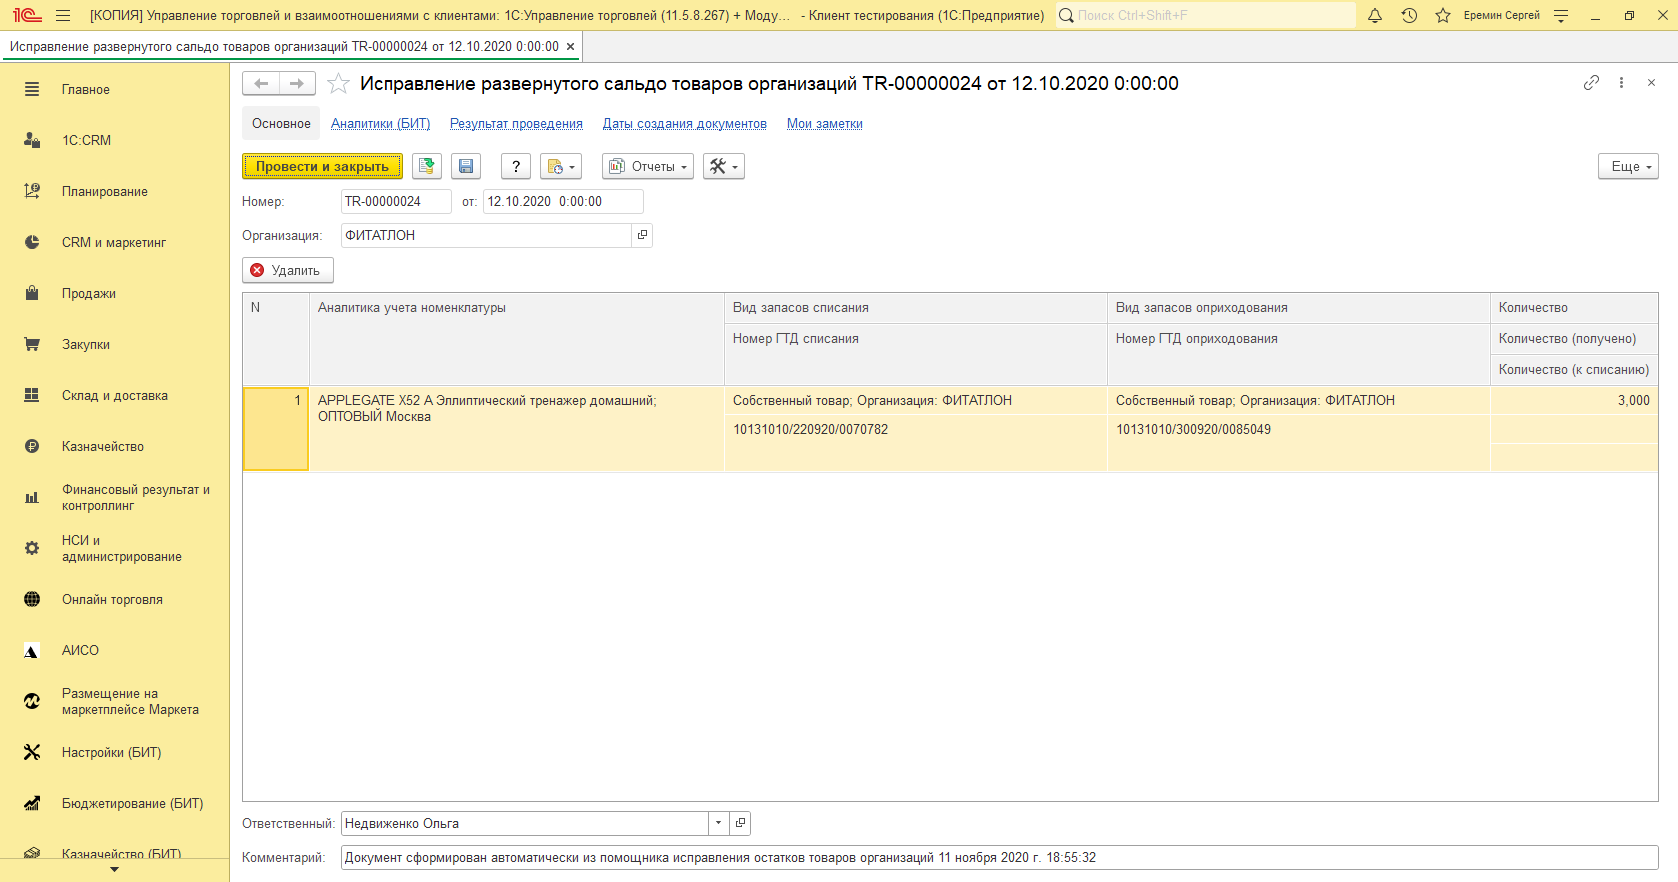 [КОПИЯ] Управление торговлей и взаимоотношениями с клиентами: 1С:Управление торговлей (11.5.8.267) + Моду... - Клиент тестирования (1С:Предприятие)
Поиск Ctrl+Shift+F
Еремин Сергей
Исправление развернутого сальдо товаров организаций TR-00000024 от 12.10.2020 0:00:00
Главное
1С:CRM
Планирование
CRM и маркетинг
Продажи
Закупки
Склад и доставка
Казначейство
Финансовый результат и
контроллинг
НСИ и
администрирование
Онлайн торговля
АИСО
Размещение на
маркетплейсе Маркета
Настройки (БИТ)
Бюджетирование (БИТ)
Казначейство (БИТ)
Исправление развернутого сальдо товаров организаций TR-00000024 от 12.10.2020 0:00:00
Основное Аналитики (БИТ) Результат проведения Даты создания документов Мои заметки
Провести и закрыть ? Отчеты Еще
Номер: TR-00000024 от: 12.10.2020 0:00:00
Организация: ФИТАТЛОН
Удалить
N Аналитика учета номенклатуры Вид запасов списания Вид запасов оприходования Количество
Номер ГТД списания Номер ГТД оприходования Количество (получено)
Количество (к списанию)
1 APPLEGATE X52 А Эллиптический тренажер домашний; Собственный товар; Организация: ФИТАТЛОН Собственный товар; Организация: ФИТАТЛОН 3,000
ОПТОВЫЙ Москва
10131010/220920/0070782 10131010/300920/0085049
Ответственный: Недвиженко Ольга
Комментарий: Документ сформирован автоматически из помощника исправления остатков товаров организаций 11 ноября 2020 г. 18:55:32